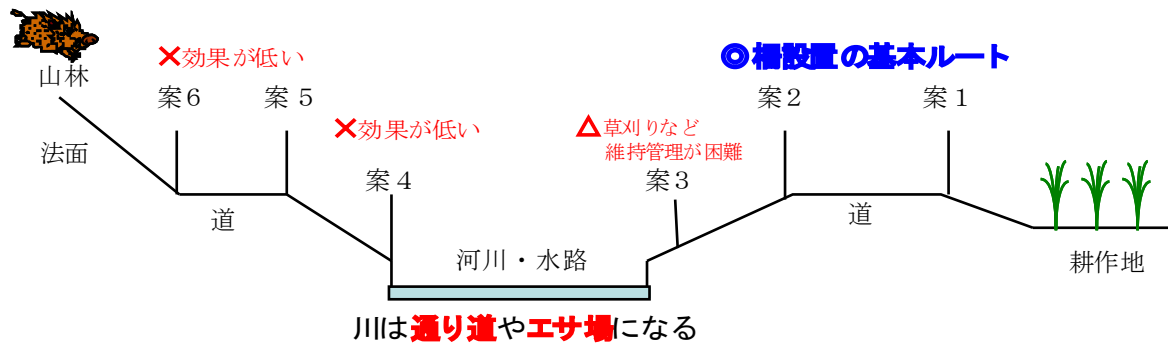 山林
❌効果が低い
◎柵設置の基本ルート
案6
案5
案2
案1
❌効果が低い
△草刈りなど
維持管理が困難
法面
案4
案3
道
道
河川・水路
耕作地
川は通り道やエサ場になる